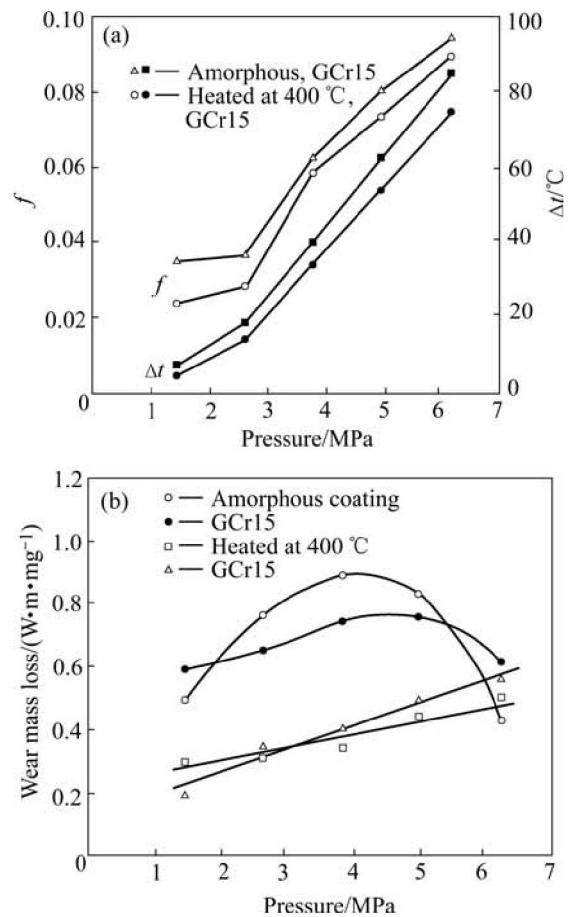 (a)
Amorphous, GCr15
Heated at 400 ℃,
GCr15
f
Δt
0.10
0.08
0.06
0.04
0.02
0
f
100
80
60
40
20
0
Δt/℃
1 2 3 4 5 6 7
Pressure/MPa
(b)
Amorphous coating
GCr15
Heated at 400 ℃
GCr15
1.2
1.0
0.8
0.6
0.4
0.2
0
Wear mass loss/(W·m·mg⁻¹)
1 2 3 4 5 6 7
Pressure/MPa